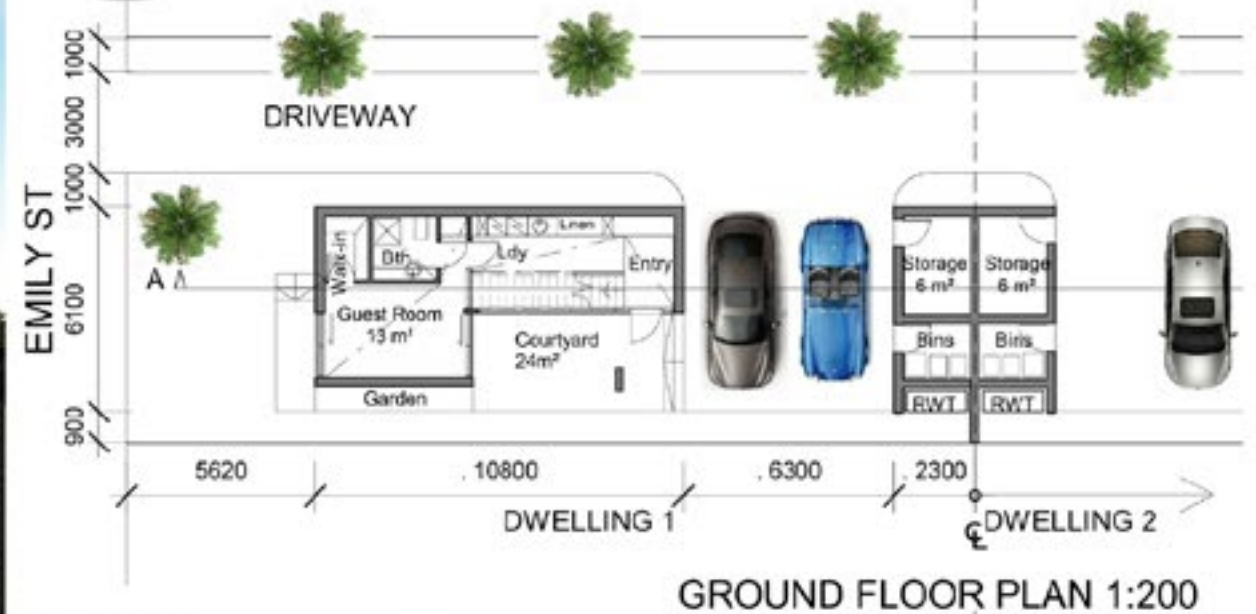 1000
DRIVEWAY
3000
1000
EMILY ST
Walk-in
Bth
Linen
Ldy
Entry
Storage
6 m²
Storage
6 m²
A
6100
Guest Room
13 m²
Courtyard
24m²
Bins
Bins
Garden
RWT
RWT
900
5620
10800
6300
2300
DWELLING 1
DWELLING 2
GROUND FLOOR PLAN 1:200